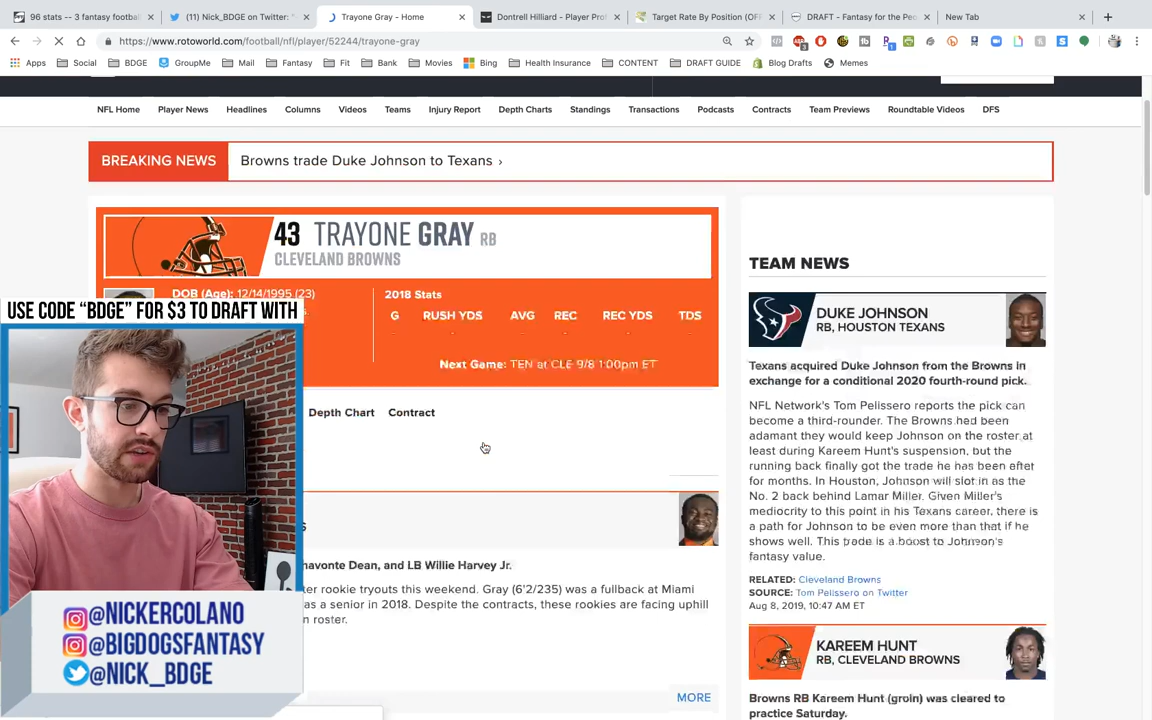 96 stats -- 3 fantasy footbal
(11) Nick_BDGE on Twitter: "
Trayone Gray - Home
Dontrell Hilliard - Player Prof
Target Rate By Position (OFF
DRAFT - Fantasy for the Peo
New Tab
https://www.rotoworld.com/football/nfl/player/52244/trayone-gray
Apps
Social
BDGE
GroupMe
Mail
Fantasy
Fit
Bank
Movies
Bing
Health Insurance
CONTENT
DRAFT GUIDE
Blog Drafts
Memes
NFL Home
Player News
Headlines
Columns
Videos
Teams
Injury Report
Depth Charts
Standings
Transactions
Podcasts
Contracts
Team Previews
Roundtable Videos
DFS
BREAKING NEWS
Browns trade Duke Johnson to Texans ›
43 TRAYONE GRAY RB
CLEVELAND BROWNS
DOB (Age): 12/14/1995 (23)
2018 Stats
G RUSH YDS AVG REC REC YDS TDS
- - - - - -
Next Game: TEN at CLE 9/8 1:00pm ET
Depth Chart
Contract
S
havonte Dean, and LB Willie Harvey Jr.
ter rookie tryouts this weekend. Gray (6'2/235) was a fullback at Miami
as a senior in 2018. Despite the contracts, these rookies are facing uphill
n roster.
MORE
TEAM NEWS
DUKE JOHNSON
RB, HOUSTON TEXANS
Texans acquired Duke Johnson from the Browns in
exchange for a conditional 2020 fourth-round pick.
NFL Network's Tom Pelissero reports the pick can
become a third-rounder. The Browns had been
adamant they would keep Johnson on the roster at
least during Kareem Hunt's suspension, but the
running back finally got the trade he has been after
for months. In Houston, Johnson will slot in as the
No. 2 back behind Lamar Miller. Given Miller's
mediocrity to this point in his Texans career, there is
a path for Johnson to be even more than that if he
shows well. This trade is a boost to Johnson's
fantasy value.
RELATED: Cleveland Browns
SOURCE: Tom Pelissero on Twitter
Aug 8, 2019, 10:47 AM ET
KAREEM HUNT
RB, CLEVELAND BROWNS
Browns RB Kareem Hunt (groin) was cleared to
practice Saturday.
USE CODE "BDGE" FOR $3 TO DRAFT WITH
@NICKERCOLANO
@BIGDOGSFANTASY
@NICK_BDGE